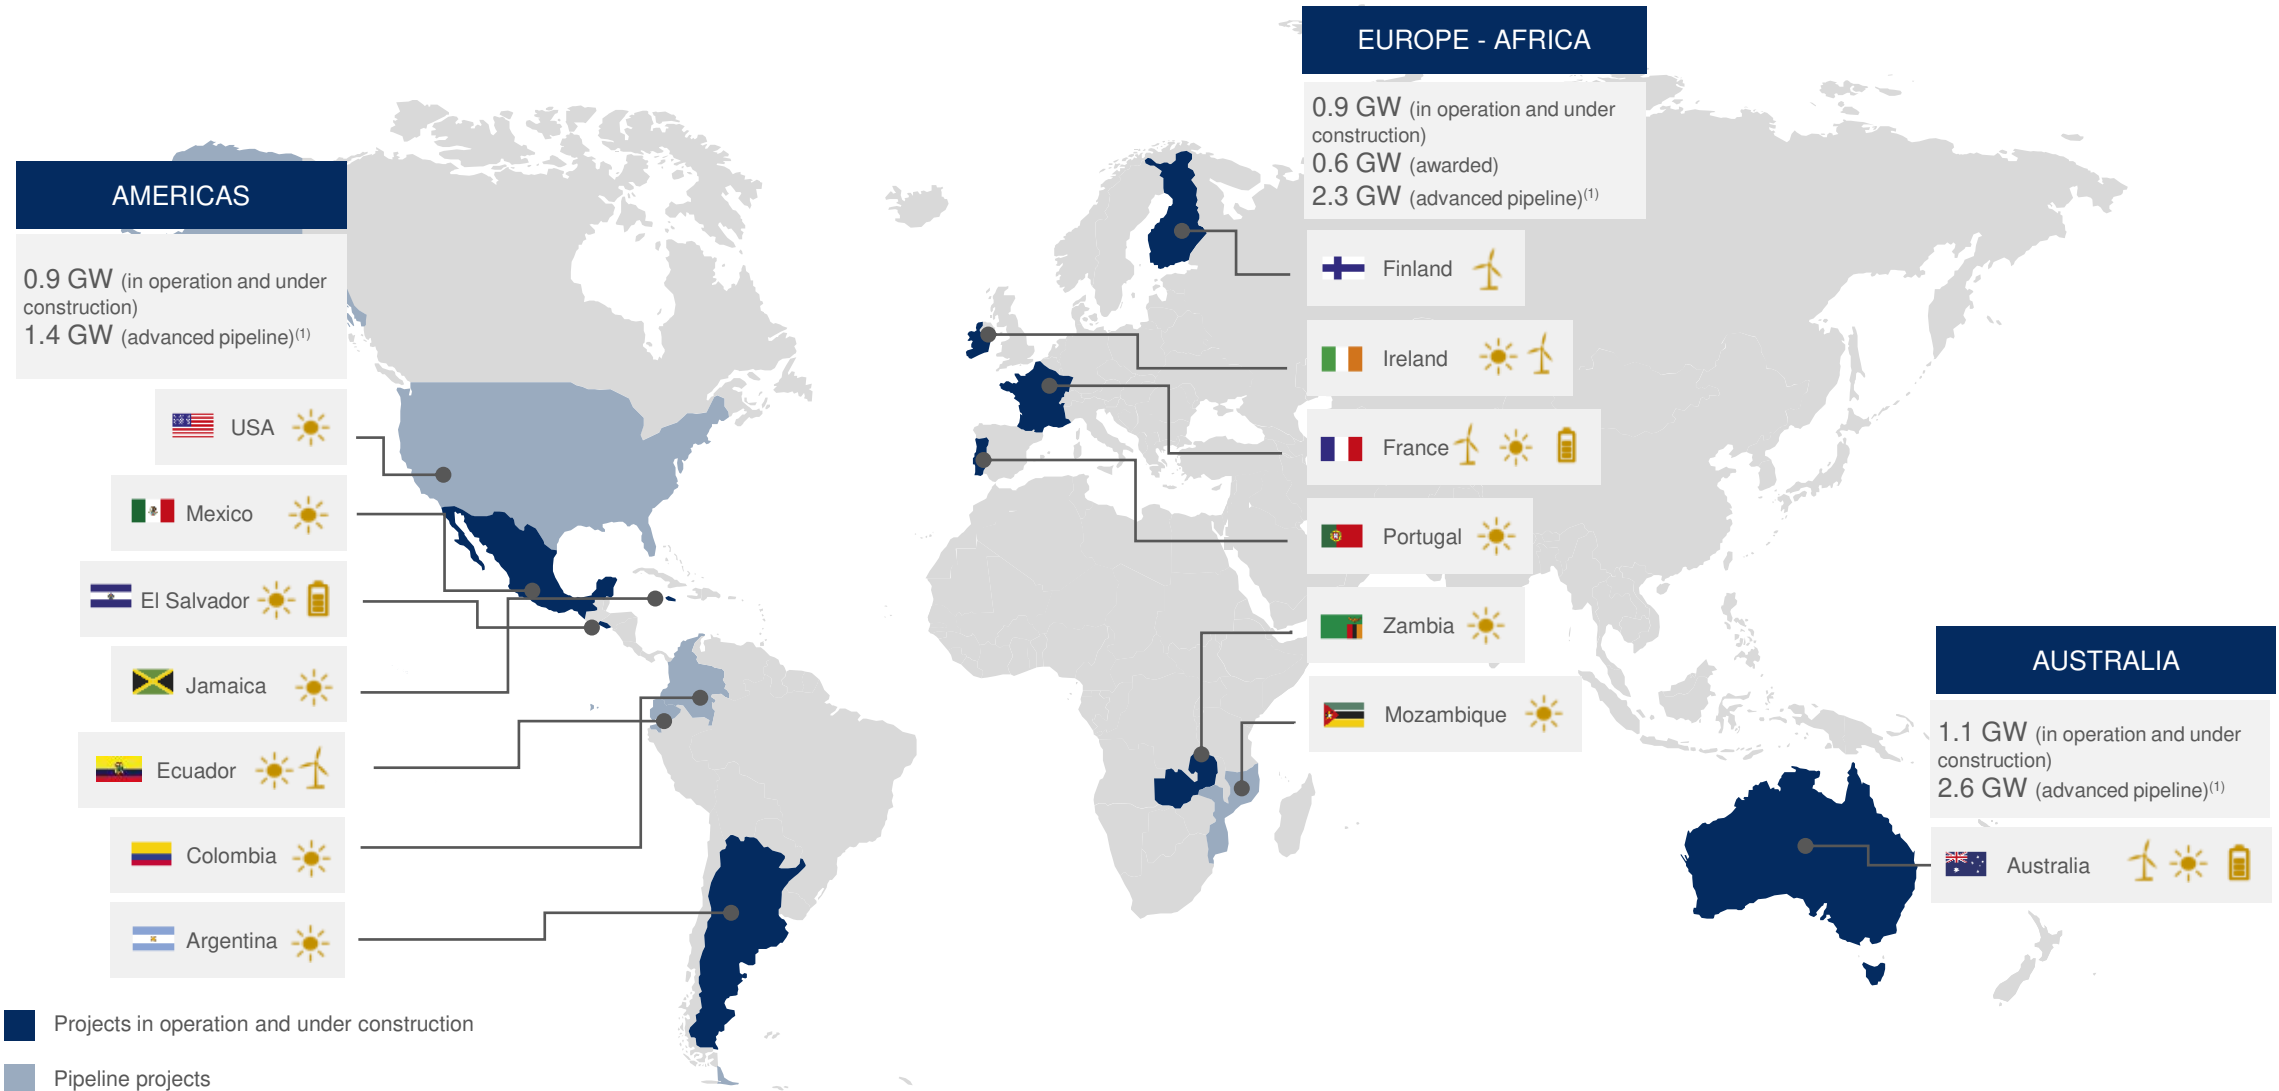 AMERICAS
0.9 GW (in operation and under
construction)
1.4 GW (advanced pipeline)(1)
USA
Mexico
El Salvador
Jamaica
Ecuador
Colombia
Argentina
Projects in operation and under construction
Pipeline projects
EUROPE - AFRICA
0.9 GW (in operation and under
construction)
0.6 GW (awarded)
2.3 GW (advanced pipeline)(1)
Finland
Ireland
France
Portugal
Zambia
Mozambique
AUSTRALIA
1.1 GW (in operation and under
construction)
2.6 GW (advanced pipeline)(1)
Australia